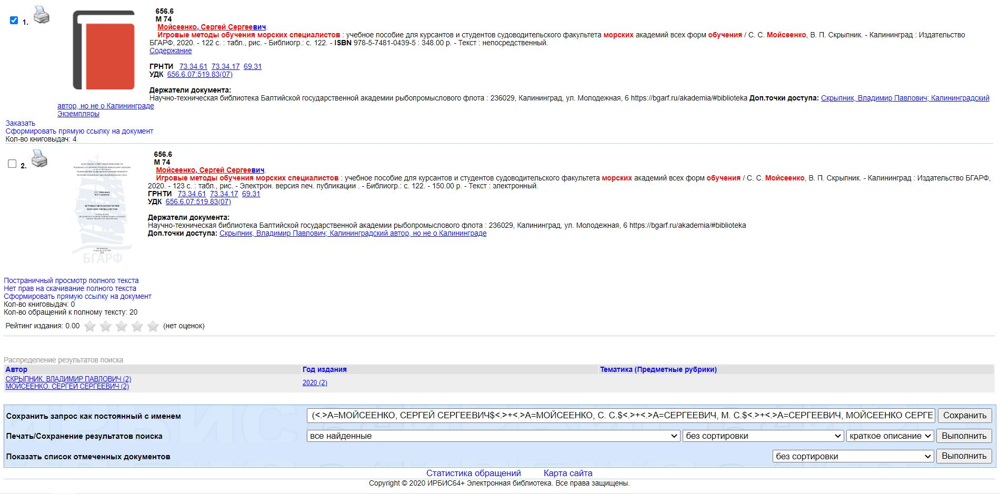 1.
656.6
М 74
Мойсеенко, Сергей Сергеевич.
Игровые методы обучения морских специалистов : учебное пособие для курсантов и студентов судоводительского факультета морских академий всех форм обучения / С. С. Мойсеенко, В. П. Скрыпник. - Калининград : Издательство
БГАРФ, 2020. - 122 с. : табл., рис. - Библиогр.: с. 122. - ISBN 978-5-7481-0439-5 : 348.00 р. - Текст : непосредственный.
Содержание
ГРНТИ 73.34.61 73.34.17 69.31
УДК 656.6.07:519.83(07)
Держатели документа:
Научно-техническая библиотека Балтийской государственной академии рыбопромыслового флота : 236029, Калининград, ул. Молодежная, 6 https://bgarf.ru/akademia/#biblioteka Доп.точки доступа: Скрыпник, Владимир Павлович; Калининградский
автор, но не о Калининграде
Экземпляры
Заказать
Сформировать прямую ссылку на документ
Кол-во книговыдач: 4
2.
656.6
М 74
Мойсеенко, Сергей Сергеевич.
Игровые методы обучения морских специалистов : учебное пособие для курсантов и студентов судоводительского факультета морских академий всех форм обучения / С. С. Мойсеенко, В. П. Скрыпник. - Калининград : Издательство БГАРФ,
2020. - 123 с. : табл., рис. - Электрон. версия печ. публикации . - Библиогр.: с. 122. - 150.00 р. - Текст : электронный.
ГРНТИ 73.34.61 73.34.17 69.31
УДК 656.6.07:519.83(07)
Держатели документа:
Научно-техническая библиотека Балтийской государственной академии рыбопромыслового флота : 236029, Калининград, ул. Молодежная, 6 https://bgarf.ru/akademia/#biblioteka
Доп.точки доступа: Скрыпник, Владимир Павлович; Калининградский автор, но не о Калининграде
ИГРОВЫЕ МЕТОДЫ ОБУЧЕНИЯ
МОРСКИХ СПЕЦИАЛИСТОВ
БГАРФ
Постраничный просмотр полного текста
Нет прав на скачивание полного текста
Сформировать прямую ссылку на документ
Кол-во книговыдач: 0
Кол-во обращений к полному тексту: 20
Рейтинг издания: 0.00 (нет оценок)
Распределение результатов поиска
Автор Год издания Тематика (Предметные рубрики)
СКРЫПНИК, ВЛАДИМИР ПАВЛОВИЧ (2)
МОЙСЕЕНКО, СЕРГЕЙ СЕРГЕЕВИЧ (2)
2020 (2)
Сохранить запрос как постоянный с именем (<.>A=МОЙСЕЕНКО, СЕРГЕЙ СЕРГЕЕВИЧ$<.>+<.>A=МОЙСЕЕНКО, С. С.$<.>+<.>A=СЕРГЕЕВИЧ, М. С.$<.>+<.>A=СЕРГЕЕВИЧ, МОЙСЕЕНКО СЕРГЕ Сохранить
Печать/Сохранение результатов поиска все найденные без сортировки краткое описание Выполнить
Показать список отмеченных документов без сортировки Выполнить
Статистика обращений Карта сайта
Copyright © 2020 ИРБИС64+ Электронная библиотека. Все права защищены.